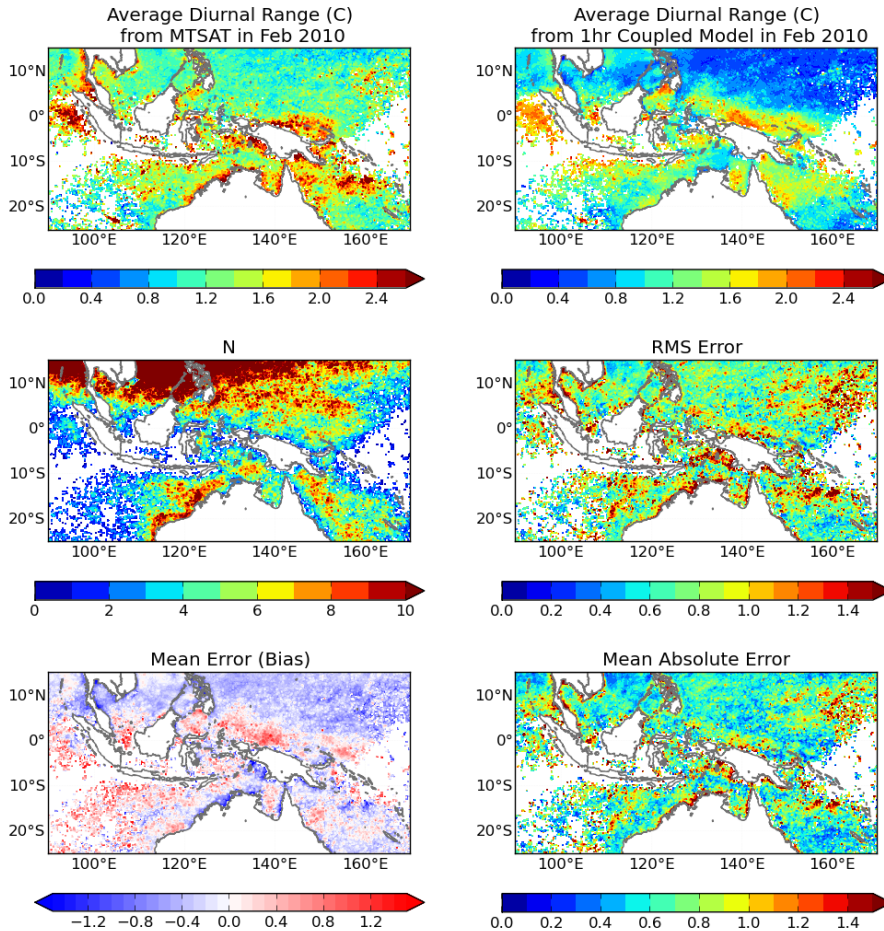 Average Diurnal Range (C)
from MTSAT in Feb 2010
10°N
0°
10°S
20°S
100°E 120°E 140°E 160°E
0.0 0.4 0.8 1.2 1.6 2.0 2.4
Average Diurnal Range (C)
from 1hr Coupled Model in Feb 2010
10°N
0°
10°S
20°S
100°E 120°E 140°E 160°E
0.0 0.4 0.8 1.2 1.6 2.0 2.4
N
10°N
0°
10°S
20°S
100°E 120°E 140°E 160°E
0 2 4 6 8 10
RMS Error
10°N
0°
10°S
20°S
100°E 120°E 140°E 160°E
0.0 0.2 0.4 0.6 0.8 1.0 1.2 1.4
Mean Error (Bias)
10°N
0°
10°S
20°S
100°E 120°E 140°E 160°E
−1.2 −0.8 −0.4 0.0 0.4 0.8 1.2
Mean Absolute Error
10°N
0°
10°S
20°S
100°E 120°E 140°E 160°E
0.0 0.2 0.4 0.6 0.8 1.0 1.2 1.4